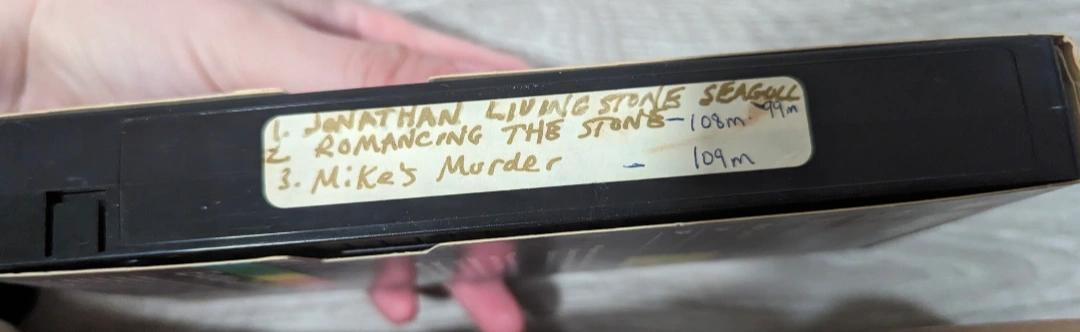 1. JONATHAN LIVINGSTONE SEAGULL -99m
2 ROMANCING THE STONE-108m.
3. Mike's Murder - 109m